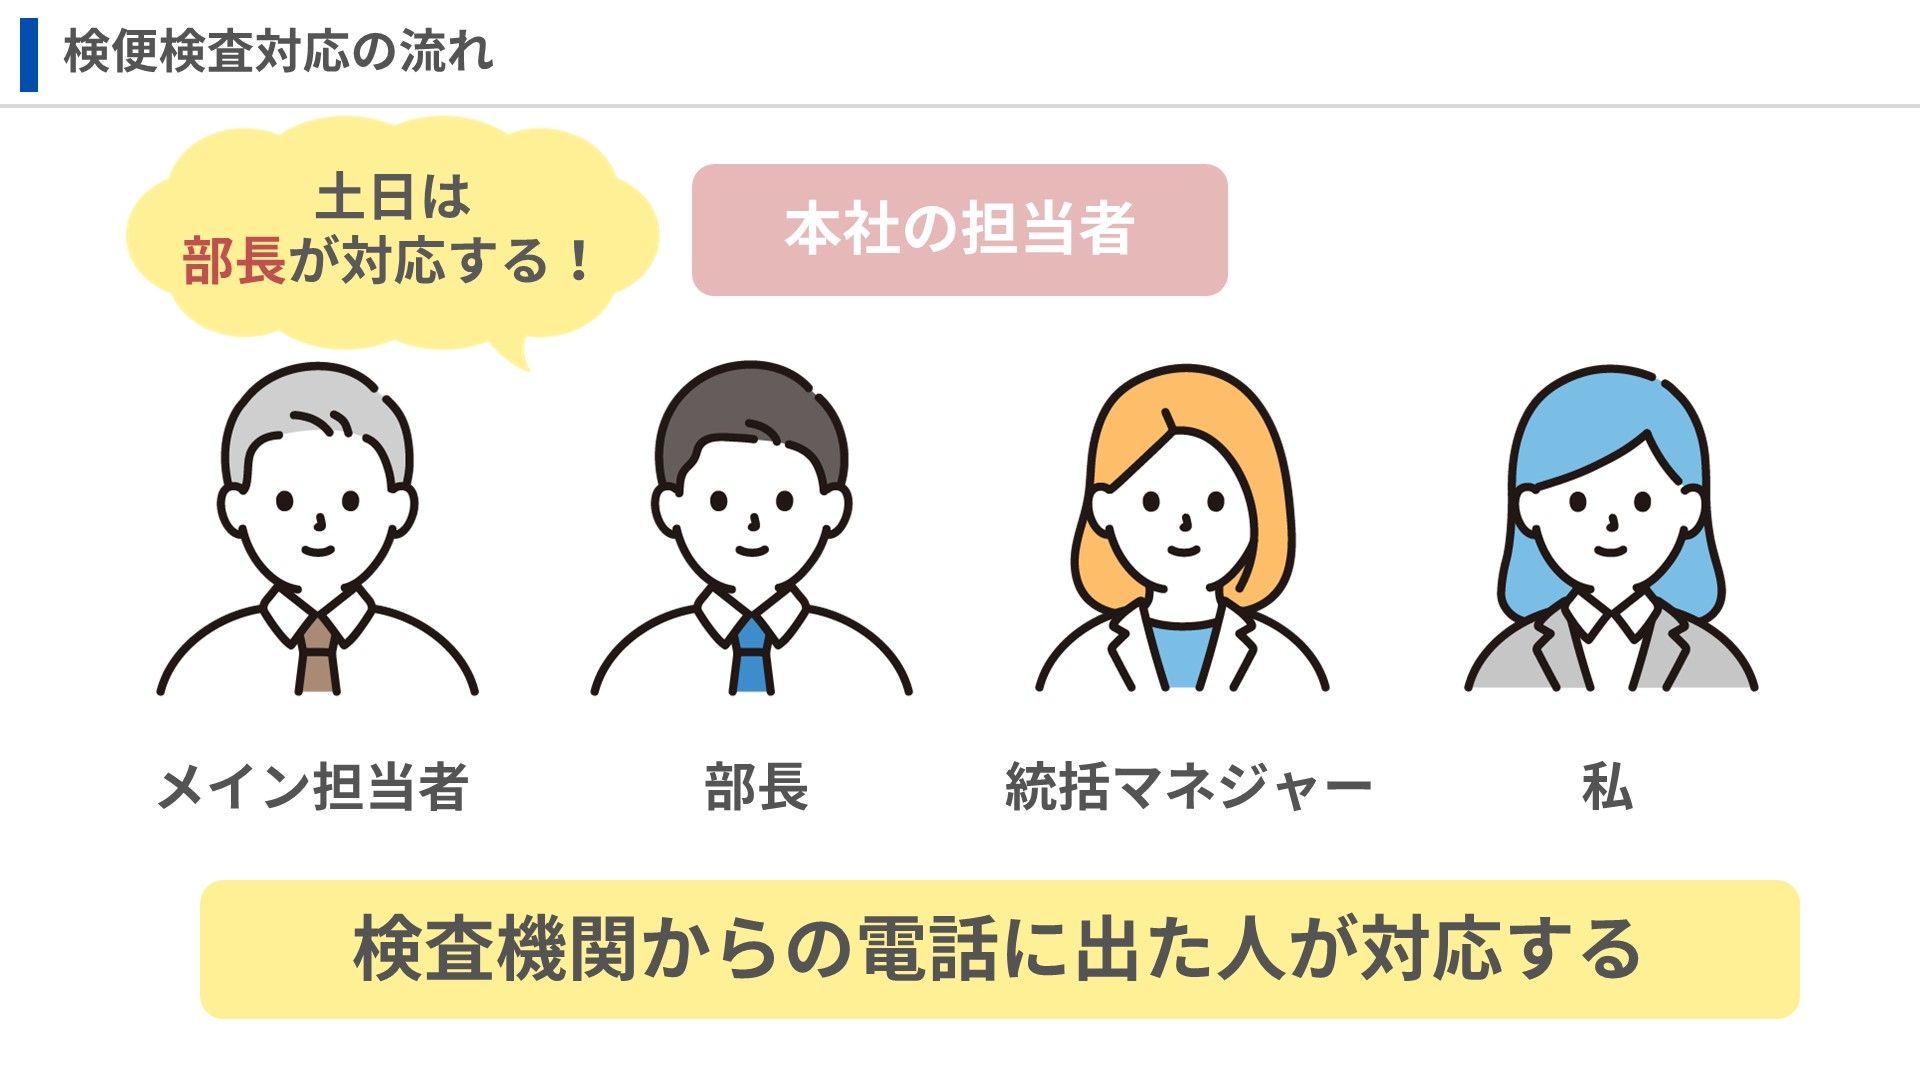 検便検査対応の流れ
土日は
部長が対応する！
本社の担当者
メイン担当者
部長
統括マネジャー
私
検査機関からの電話に出た人が対応する